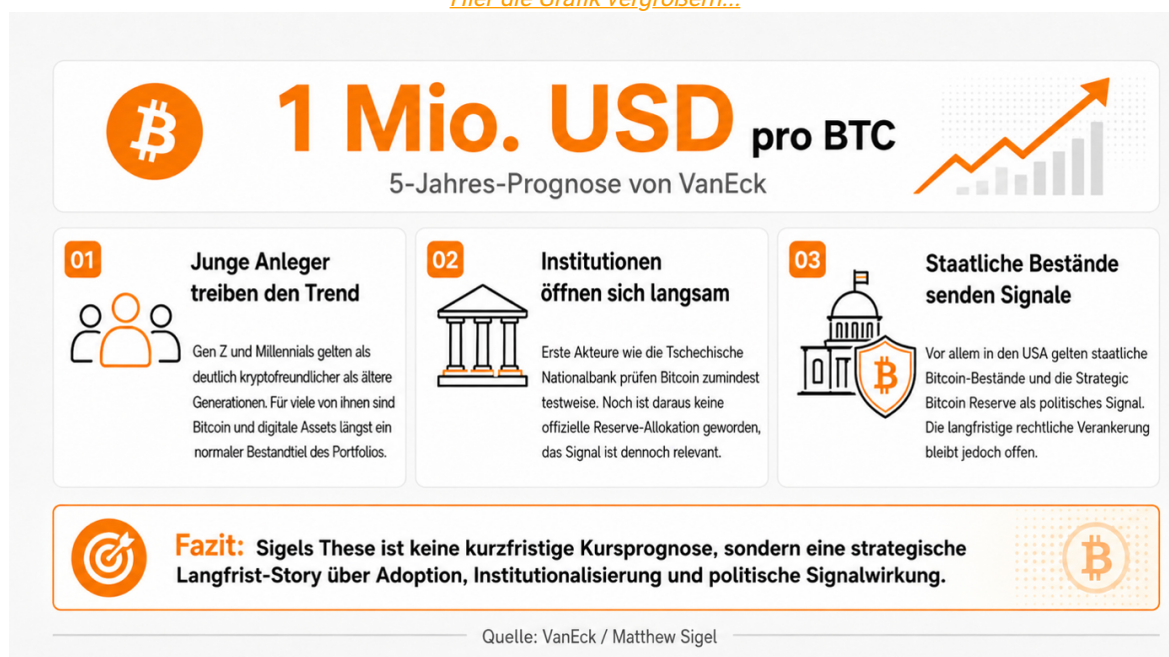 Hier die Grafik vergrößern...
1 Mio. USD pro BTC
5-Jahres-Prognose von VanEck
01
Junge Anleger
treiben den Trend
Gen Z und Millennials gelten als
deutlich kryptofreundlicher als ältere
Generationen. Für viele von ihnen sind
Bitcoin und digitale Assets längst ein
normaler Bestandtiel des Portfolios.
02
Institutionen
öffnen sich langsam
Erste Akteure wie die Tschechische
Nationalbank prüfen Bitcoin zumindest
testweise. Noch ist daraus keine
offizielle Reserve-Allokation geworden,
das Signal ist dennoch relevant.
03
Staatliche Bestände
senden Signale
Vor allem in den USA gelten staatliche
Bitcoin-Bestände und die Strategic
Bitcoin Reserve als politisches Signal.
Die langfristige rechtliche Verankerung
bleibt jedoch offen.
Fazit: Sigels These ist keine kurzfristige Kursprognose, sondern eine strategische
Langfrist-Story über Adoption, Institutionalisierung und politische Signalwirkung.
Quelle: VanEck / Matthew Sigel